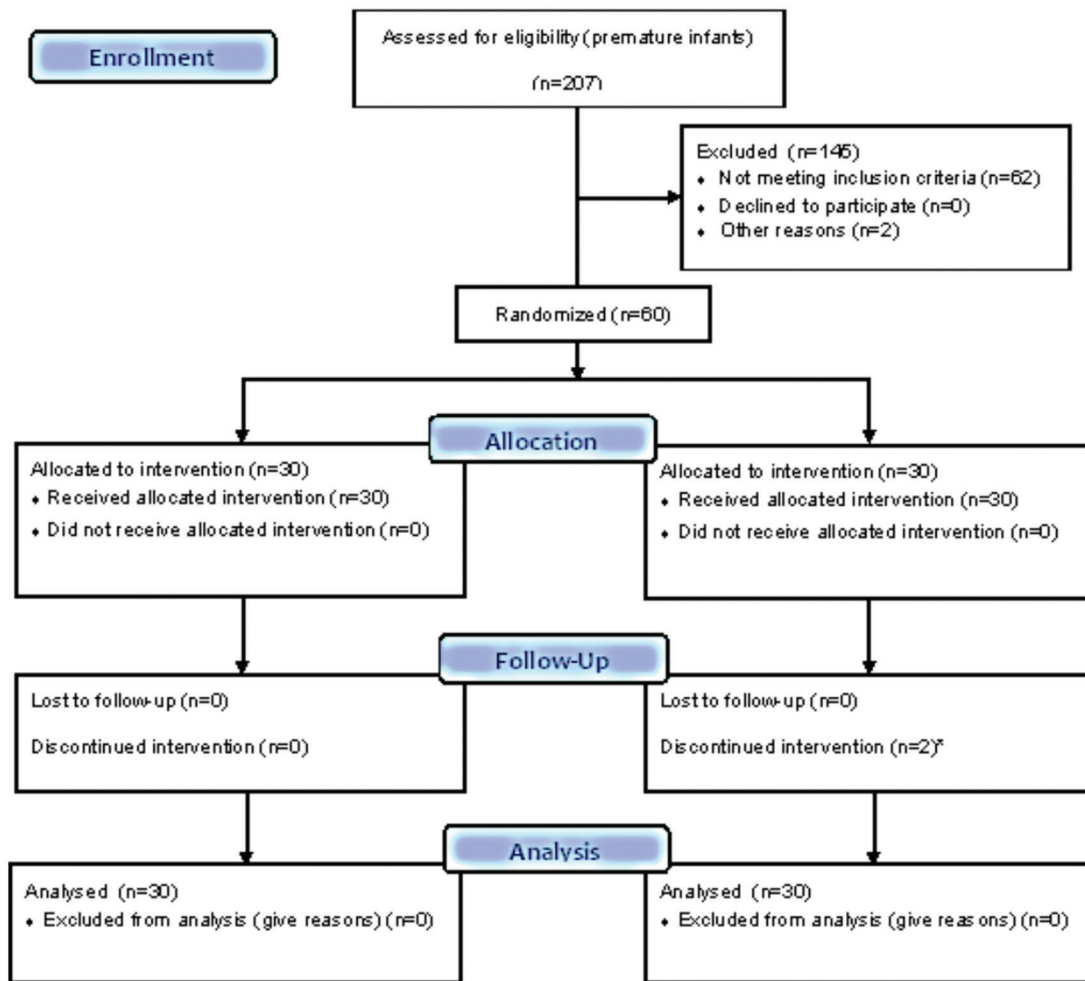 Enrollment
Assessed for eligibility (premature infants)
(n=207)
Excluded (n=145)
♦ Not meeting inclusion criteria (n=62)
♦ Declined to participate (n=0)
♦ Other reasons (n=2)
Randomized (n=60)
Allocation
Allocated to intervention (n=30)
♦ Received allocated intervention (n=30)
♦ Did not receive allocated intervention (n=0)
Allocated to intervention (n=30)
♦ Received allocated intervention (n=30)
♦ Did not receive allocated intervention (n=0)
Follow-Up
Lost to follow-up (n=0)
Discontinued intervention (n=0)
Lost to follow-up (n=0)
Discontinued intervention (n=2)*
Analysis
Analysed (n=30)
♦ Excluded from analysis (give reasons) (n=0)
Analysed (n=30)
♦ Excluded from analysis (give reasons) (n=0)